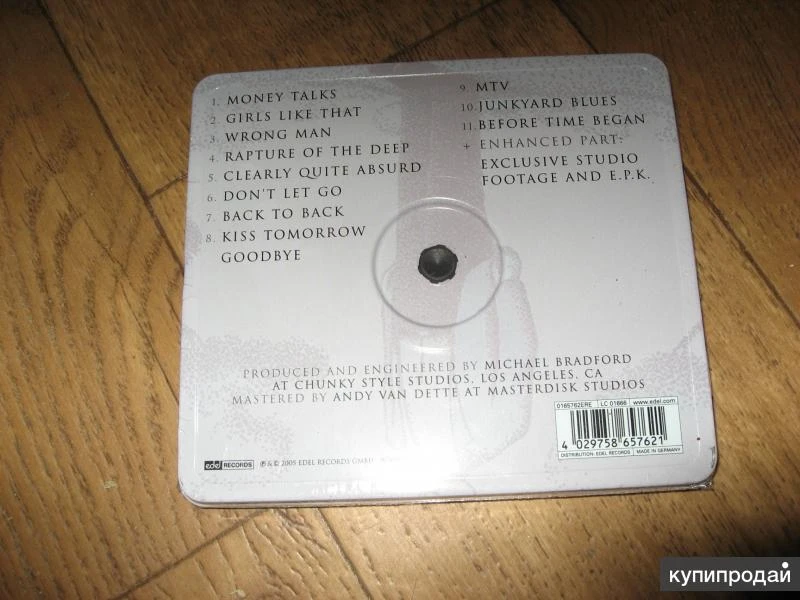 1. MONEY TALKS
2. GIRLS LIKE THAT
3. WRONG MAN
4. RAPTURE OF THE DEEP
5. CLEARLY QUITE ABSURD
6. DON'T LET GO
7. BACK TO BACK
8. KISS TOMORROW
GOODBYE
9. MTV
10. JUNKYARD BLUES
11. BEFORE TIME BEGAN
+ ENHANCED PART:
EXCLUSIVE STUDIO
FOOTAGE AND E.P.K.
PRODUCED AND ENGINEERED BY MICHAEL BRADFORD
AT CHUNKY STYLE STUDIOS, LOS ANGELES, CA
MASTERED BY ANDY VAN DETTE AT MASTERDISK STUDIOS
0165762ERE LC 01666 www.edel.com
4 029758 657621
DISTRIBUTION: EDEL RECORDS MADE IN GERMANY
edel RECORDS ℗ & © 2005 EDEL RECORDS GMBH
купипродай